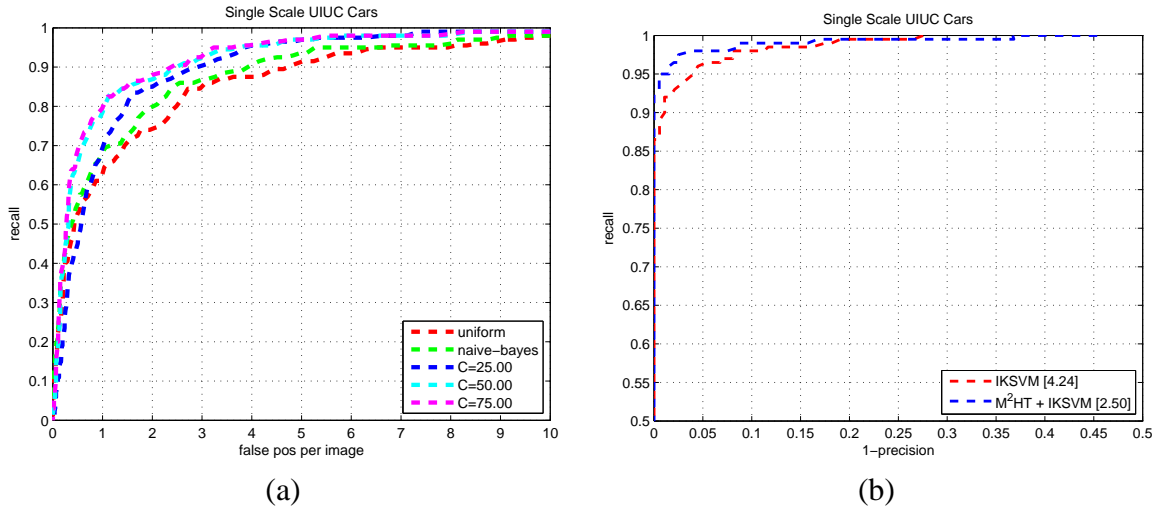 Single Scale UIUC Cars
1
0.9
0.8
0.7
0.6
0.5
0.4
0.3
0.2
0.1
0
recall
0 1 2 3 4 5 6 7 8 9 10
false pos per image
uniform
naive−bayes
C=25.00
C=50.00
C=75.00
(a)
Single Scale UIUC Cars
1
0.95
0.9
0.85
0.8
0.75
0.7
0.65
0.6
0.55
0.5
recall
0 0.05 0.1 0.15 0.2 0.25 0.3 0.35 0.4 0.45 0.5
1−precision
IKSVM [4.24]
M²HT + IKSVM [2.50]
(b)